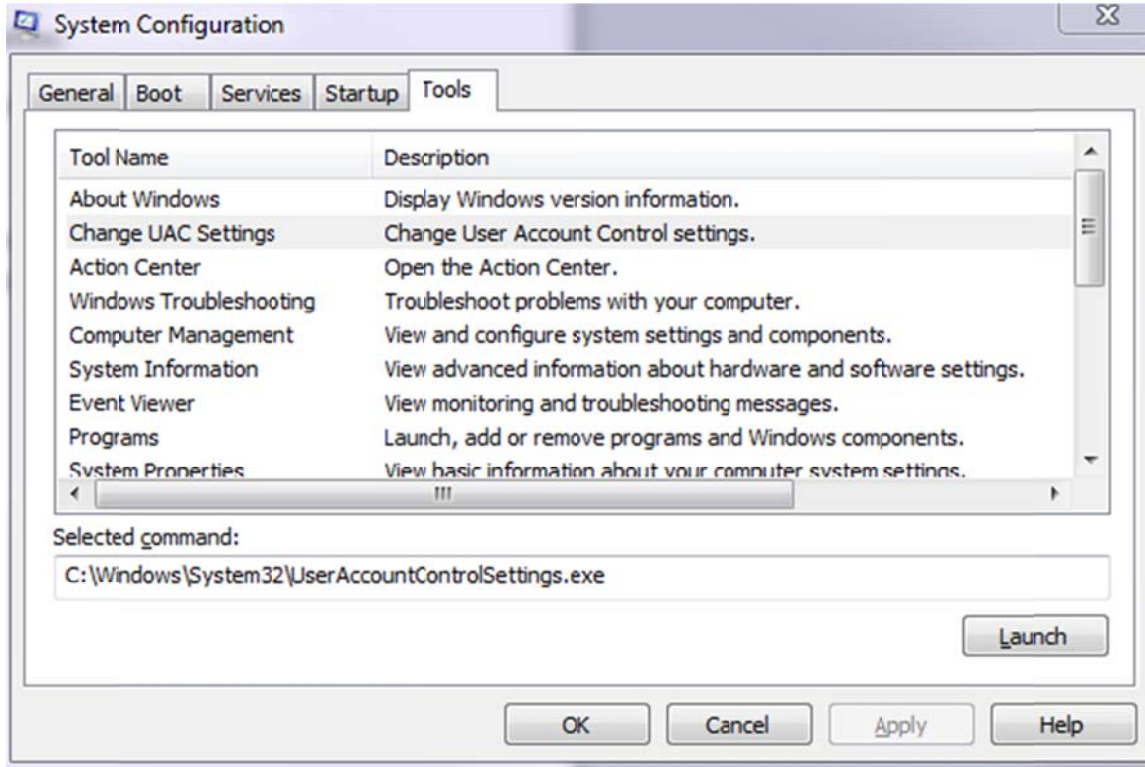 System Configuration
General Boot Services Startup Tools
Tool Name Description
About Windows Display Windows version information.
Change UAC Settings Change User Account Control settings.
Action Center Open the Action Center.
Windows Troubleshooting Troubleshoot problems with your computer.
Computer Management View and configure system settings and components.
System Information View advanced information about hardware and software settings.
Event Viewer View monitoring and troubleshooting messages.
Programs Launch, add or remove programs and Windows components.
System Properties View basic information about your computer system settings.
Selected command:
C:\Windows\System32\UserAccountControlSettings.exe
Launch
OK Cancel Apply Help